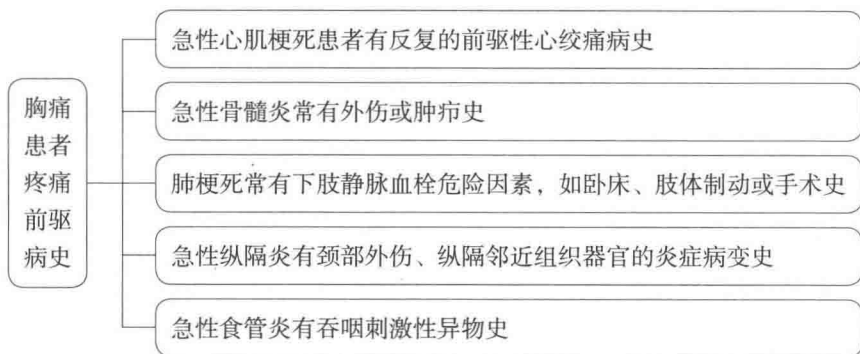 胸痛
患者
疼痛
前驱
病史
急性心肌梗死患者有反复的前驱性心绞痛病史
急性骨髓炎常有外伤或肿疖史
肺梗死常有下肢静脉血栓危险因素，如卧床、肢体制动或手术史
急性纵隔炎有颈部外伤、纵隔邻近组织器官的炎症病变史
急性食管炎有吞咽刺激性异物史